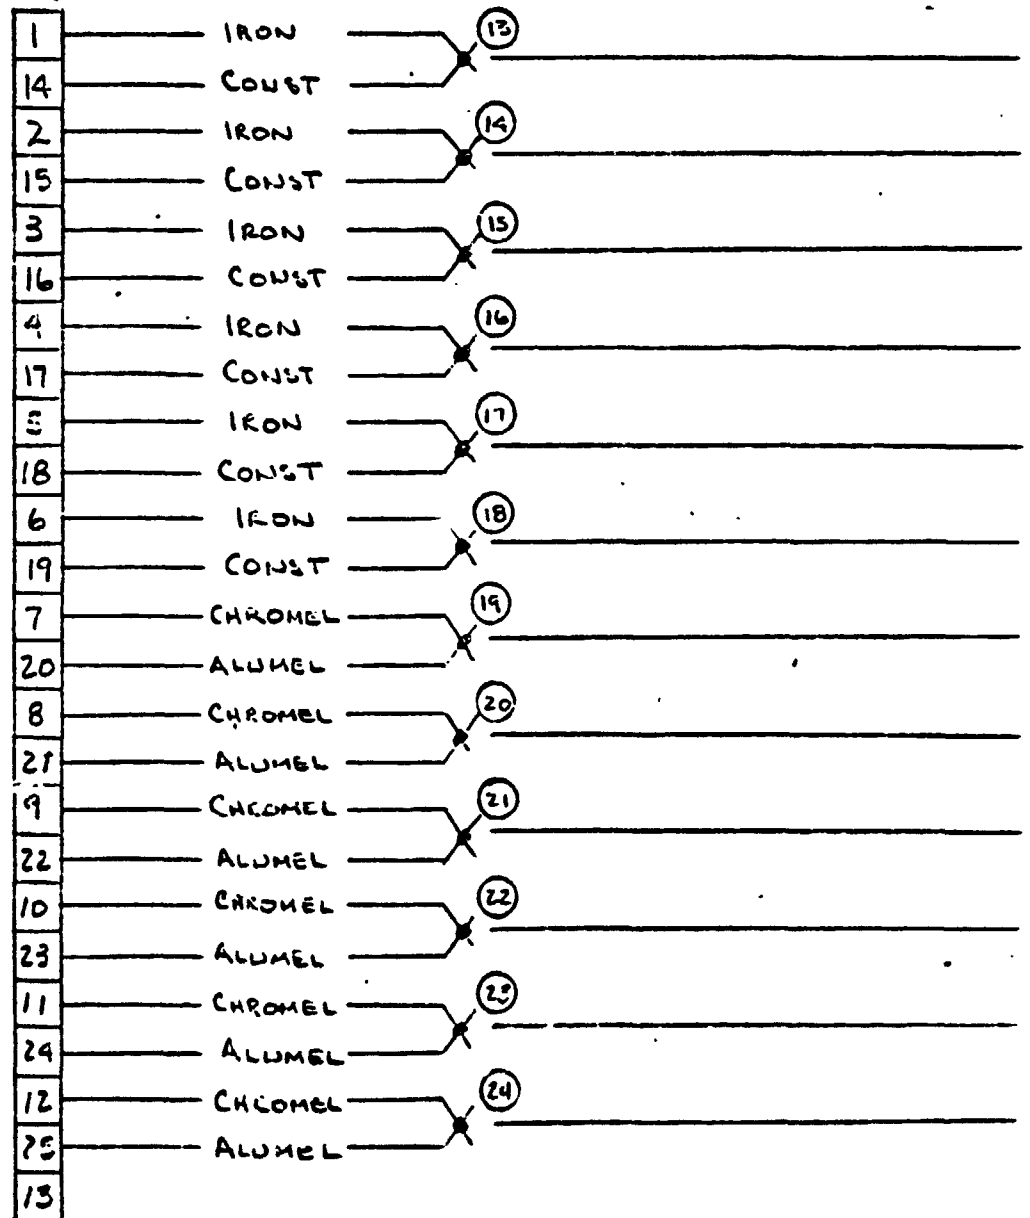 1 IRON 13
14 CONST
2 IRON 14
15 CONST
3 IRON 15
16 CONST
4 IRON 16
17 CONST
IRON 17
18 CONST
6 IRON 18
19 CONST
7 CHROMEL 19
20 ALUMEL
8 CHROMEL 20
21 ALUMEL
9 CHROMEL 21
22 ALUMEL
10 CHROMEL 22
23 ALUMEL
11 CHROMEL 23
24 ALUMEL
12 CHROMEL 24
25 ALUMEL
13